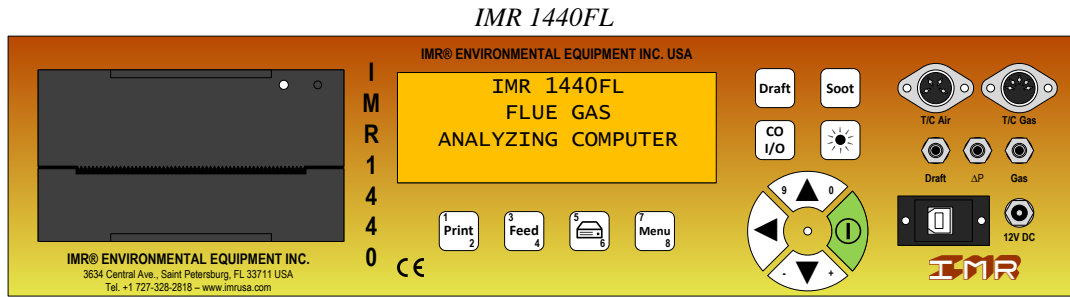 IMR 1440FL
IMR® ENVIRONMENTAL EQUIPMENT INC. USA
I
M
R
1
4
4
0
IMR 1440FL
FLUE GAS
ANALYZING COMPUTER
Draft
Soot
CO
I/O
T/C Air
T/C Gas
Draft
ΔP
Gas
1
Print
2
3
Feed
4
5
6
7
Menu
8
9
0
-
+
12V DC
IMR® ENVIRONMENTAL EQUIPMENT INC.
3634 Central Ave., Saint Petersburg, FL 33711 USA
Tel. +1 727-328-2818 – www.imrusa.com
CE
IMR